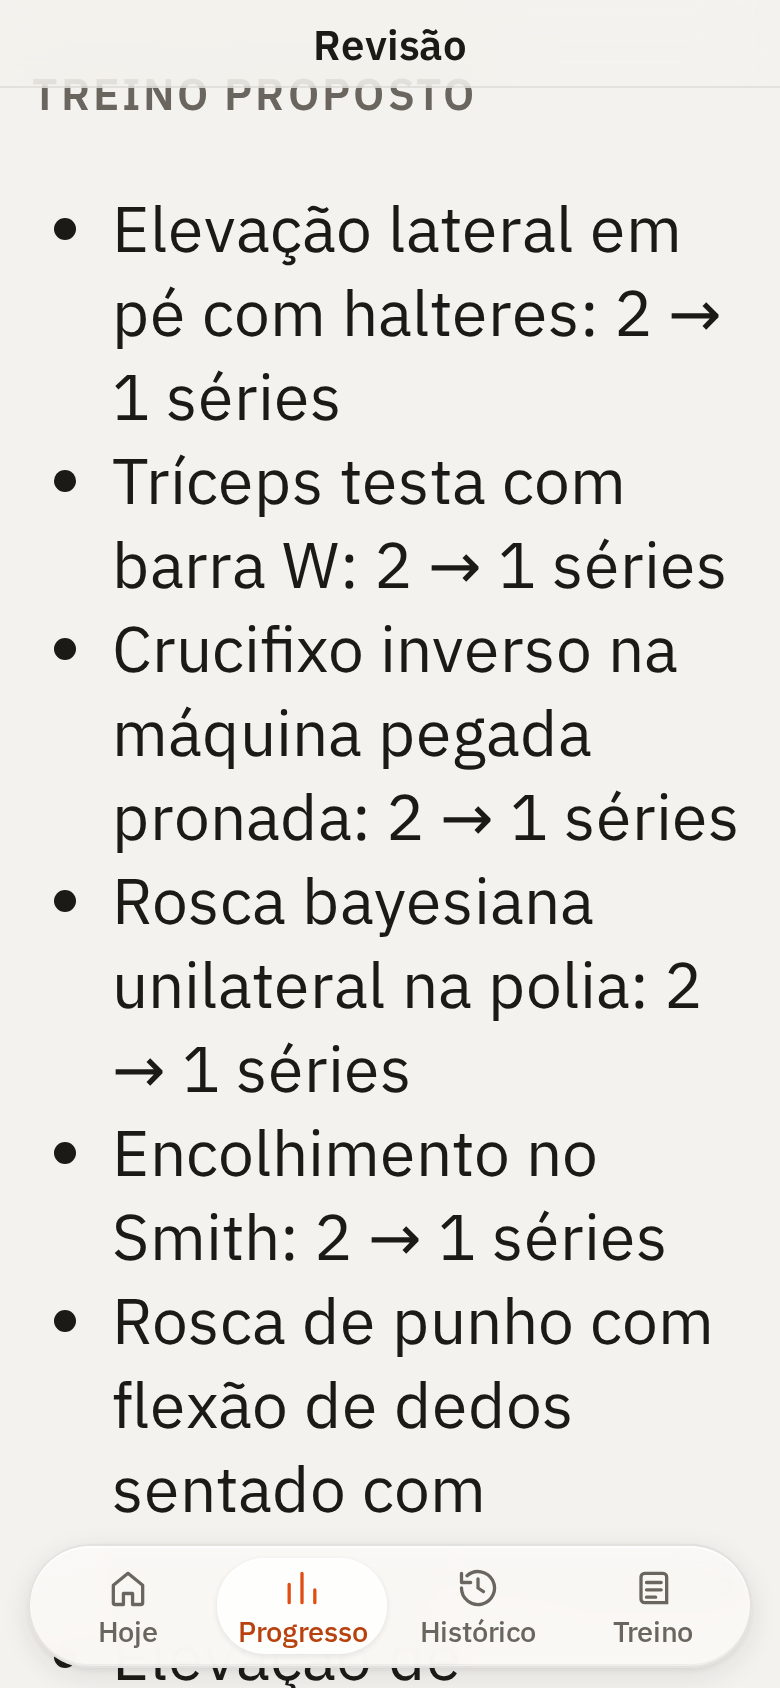 Revisão
TREINO PROPOSTO
• Elevação lateral em
pé com halteres: 2 →
1 séries
• Tríceps testa com
barra W: 2 → 1 séries
• Crucifixo inverso na
máquina pegada
pronada: 2 → 1 séries
• Rosca bayesiana
unilateral na polia: 2
→ 1 séries
• Encolhimento no
Smith: 2 → 1 séries
• Rosca de punho com
flexão de dedos
sentado com
Hoje
Progresso
Histórico
Treino
• Elevação de